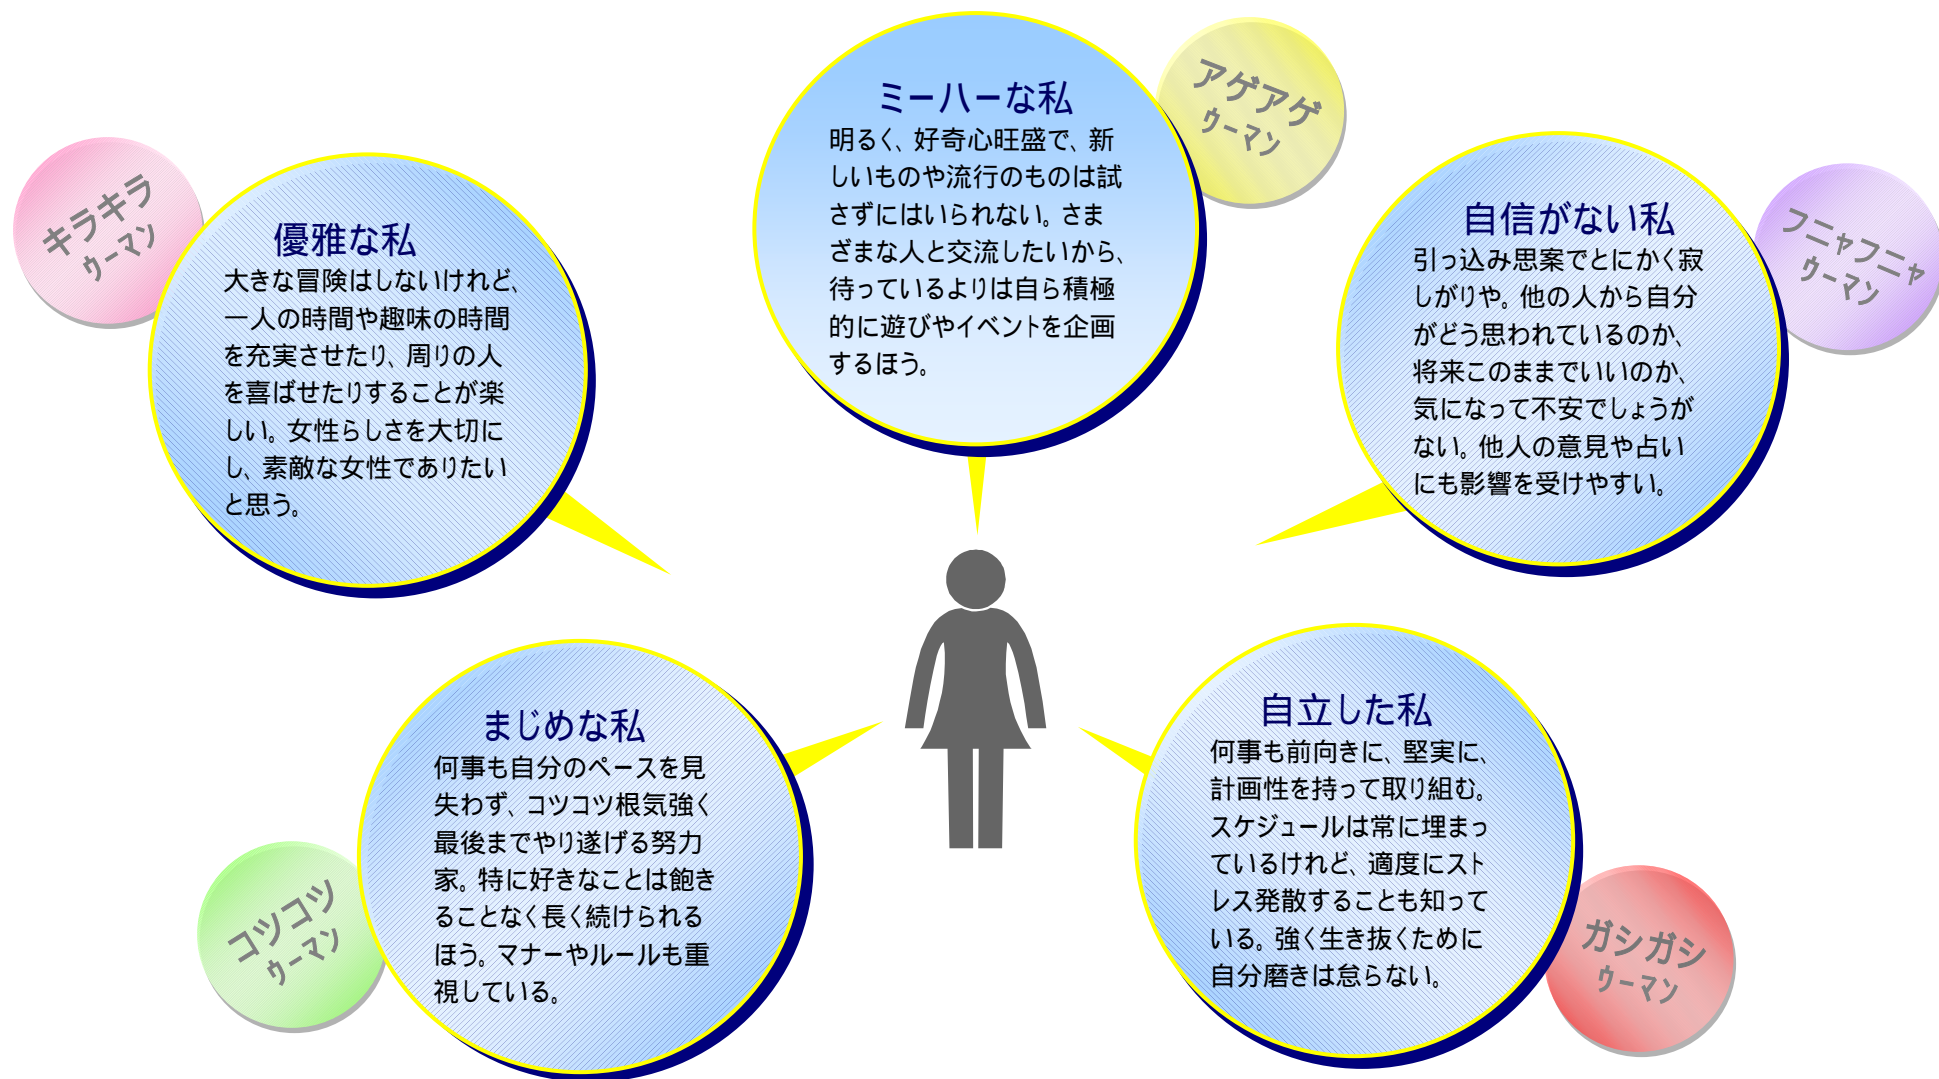 キラキラ
ウーマン
優雅な私
大きな冒険はしないけれど、
一人の時間や趣味の時間
を充実させたり、周りの人
を喜ばせたりすることが楽
しい。女性らしさを大切に
し、素敵な女性でありたい
と思う。
アゲアゲ
ウーマン
ミーハーな私
明るく、好奇心旺盛で、新
しいものや流行のものは試
さずにはいられない。さま
ざまな人と交流したいから、
待っているよりは自ら積極
的に遊びやイベントを企画
するほう。
フニャフニャ
ウーマン
自信がない私
引っ込み思案でとにかく寂
しがりや。他の人から自分
がどう思われているのか、
将来このままでいいのか、
気になって不安でしょうが
ない。他人の意見や占い
にも影響を受けやすい。
コツコツ
ウーマン
まじめな私
何事も自分のペースを見
失わず、コツコツ根気強く
最後までやり遂げる努力
家。特に好きなことは飽き
ることなく長く続けられる
ほう。マナーやルールも重
視している。
ガシガシ
ウーマン
自立した私
何事も前向きに、堅実に、
計画性を持って取り組む。
スケジュールは常に埋まっ
ているけれど、適度にスト
レス発散することも知って
いる。強く生き抜くために
自分磨きは怠らない。